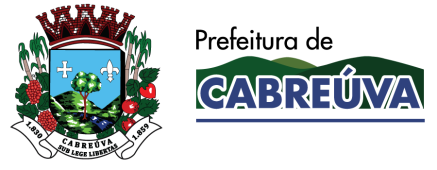 1.830
CABREÚVA
SUB LEGE LIBERTAS
1.859
Prefeitura de
CABREÚVA